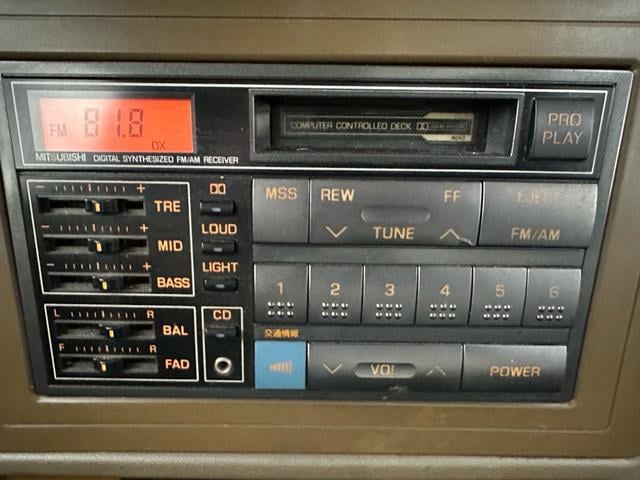 FM 81.8 DX
MITSUBISHI DIGITAL SYNTHESIZED FM/AM RECEIVER
COMPUTER CONTROLLED DECK
PRO
PLAY
- +
TRE
- +
MID
- +
BASS
LOUD
LIGHT
L R
BAL
F R
FAD
CD
MSS
REW FF
TUNE
EJECT
FM/AM
1 2 3 4 5 6
交通情報
VOL
POWER